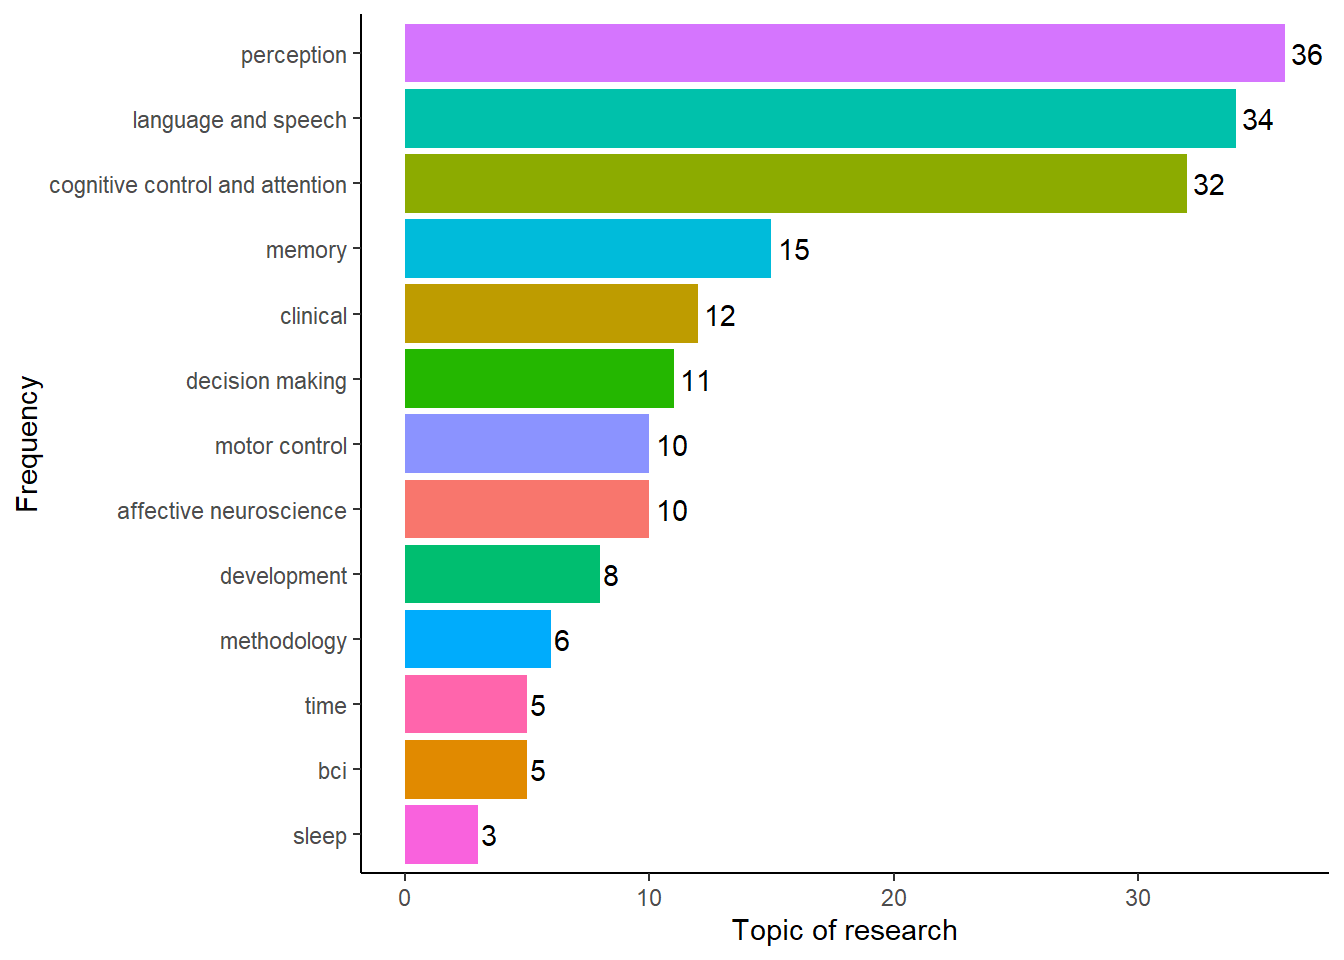 perception 36
language and speech 34
cognitive control and attention 32
memory 15
clinical 12
decision making 11
motor control 10
affective neuroscience 10
development 8
methodology 6
time 5
bci 5
sleep 3
0 10 20 30
Topic of research
Frequency